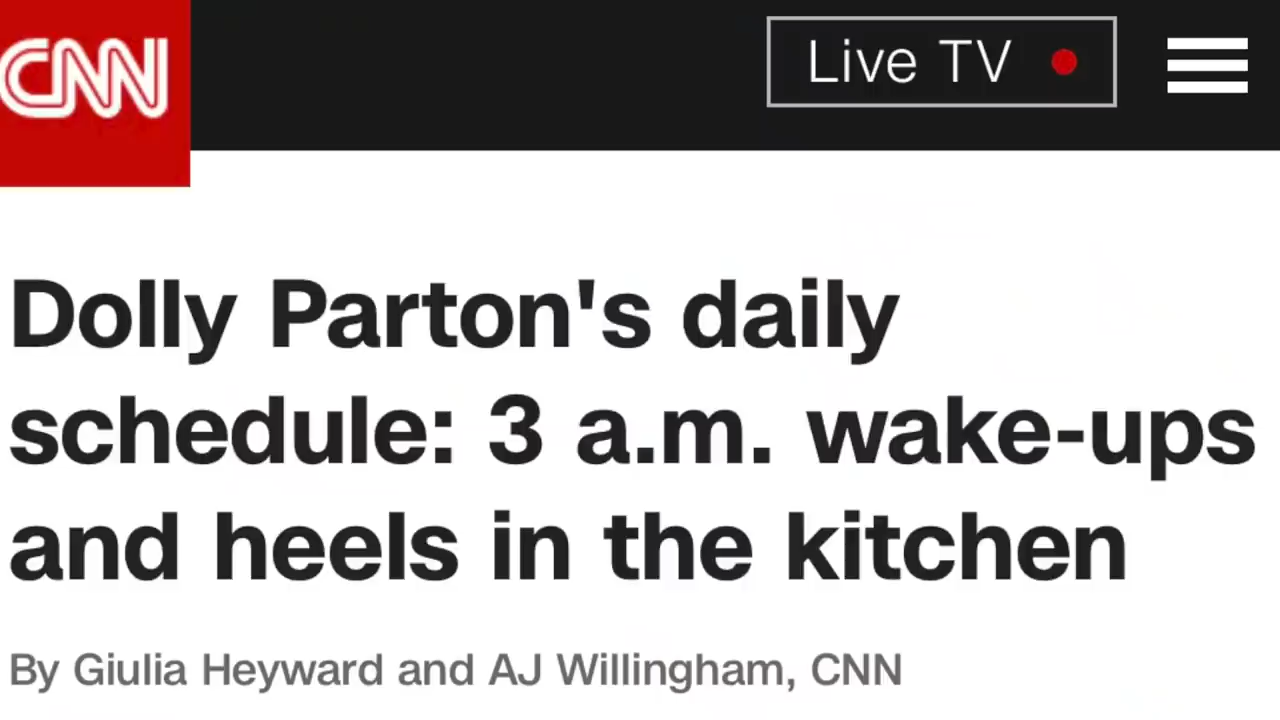 CNN
Live TV
Dolly Parton's daily
schedule: 3 a.m. wake-ups
and heels in the kitchen
By Giulia Heyward and AJ Willingham, CNN